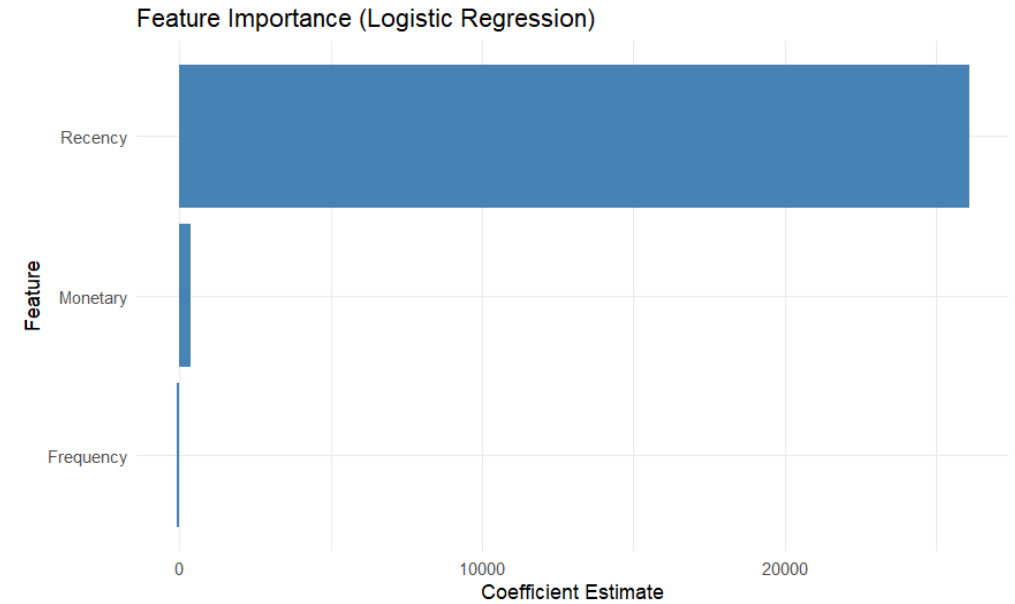 Feature Importance (Logistic Regression)
Recency
Monetary
Frequency
Feature
0 10000 20000
Coefficient Estimate